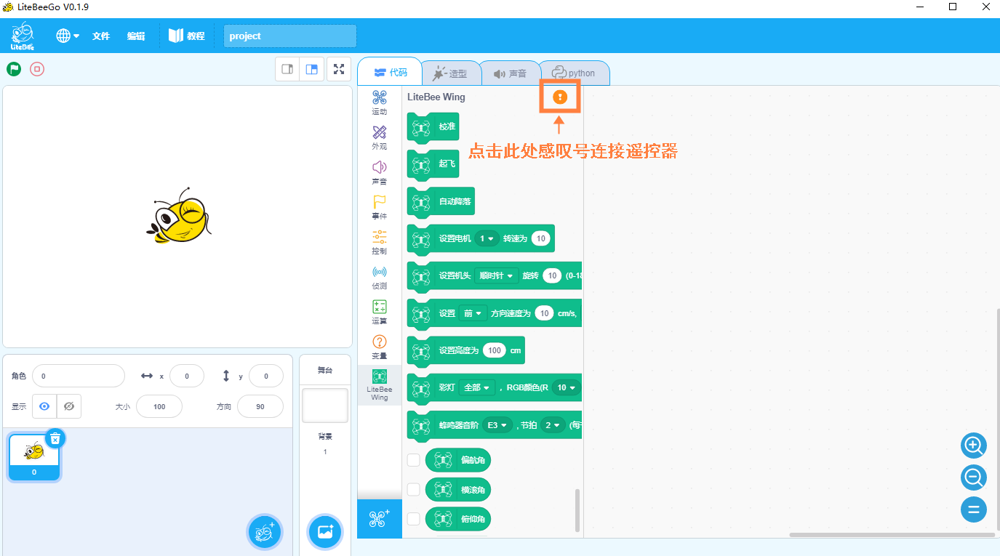 LiteBeeGo V0.1.9
LiteBee
文件 编辑 教程 project
代码 造型 声音 python
运动
外观
声音
事件
控制
侦测
运算
变量
LiteBee
Wing
LiteBee Wing
校准
点击此处感叹号连接遥控器
起飞
自动降落
设置电机 1 转速为 10
设置机头 顺时针 旋转 10 (0-18
设置 前 方向速度为 10 cm/s,
设置高度为 100 cm
彩灯 全部 , RGB颜色(R 10
蜂鸣器音阶 E3 , 节拍 2 (每
偏航角
横滚角
俯仰角
角色 0 x 0 y 0
显示 大小 100 方向 90
0
舞台
背景
1